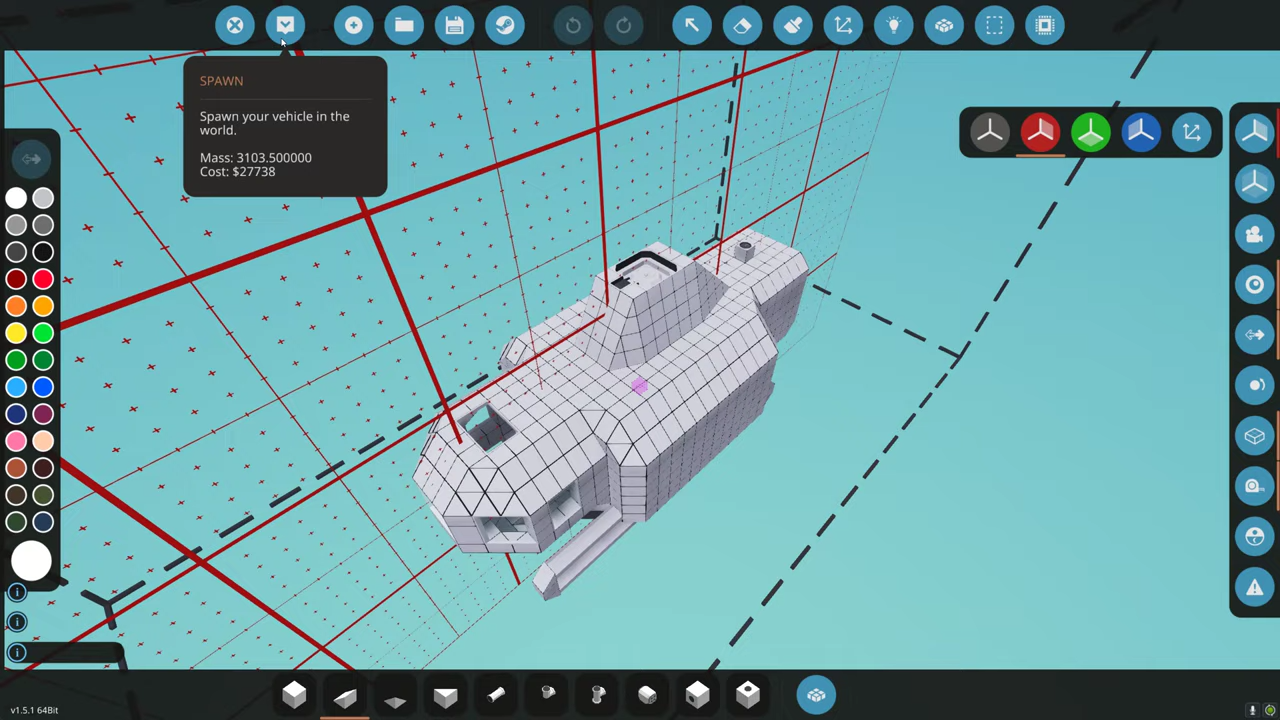 SPAWN
Spawn your vehicle in the
world.
Mass: 3103.500000
Cost: $27738
v1.5.1 64Bit